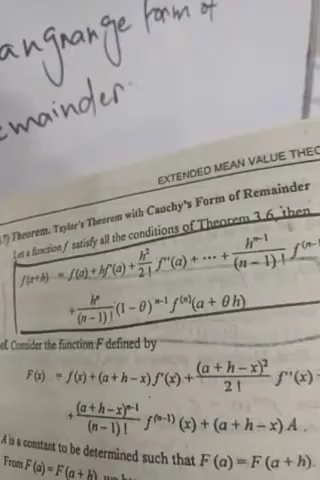 angrange form of
emainder.
EXTENDED MEAN VALUE THEO
7) Theorem. Taylor's Theorem with Cauchy's Form of Remainder
Let a function f satisfy all the conditions of Theorem 3.6, then
f(a+h) = f(a) + hf'(a) + h²/2! f''(a) + ⋯ + hⁿ⁻¹/(n−1)! f⁽ⁿ⁻
+ hⁿ/(n−1)! (1−θ)ⁿ⁻¹ f⁽ⁿ⁾(a + θh)
of. Consider the function F defined by
F(x) = f(x) + (a+h−x)f'(x) + (a+h−x)²/2! f''(x) +
+ (a+h−x)ⁿ⁻¹/(n−1)! f⁽ⁿ⁻¹⁾(x) + (a+h−x) A.
A is a constant to be determined such that F(a) = F(a+h).
From F(a) = F(a+h),